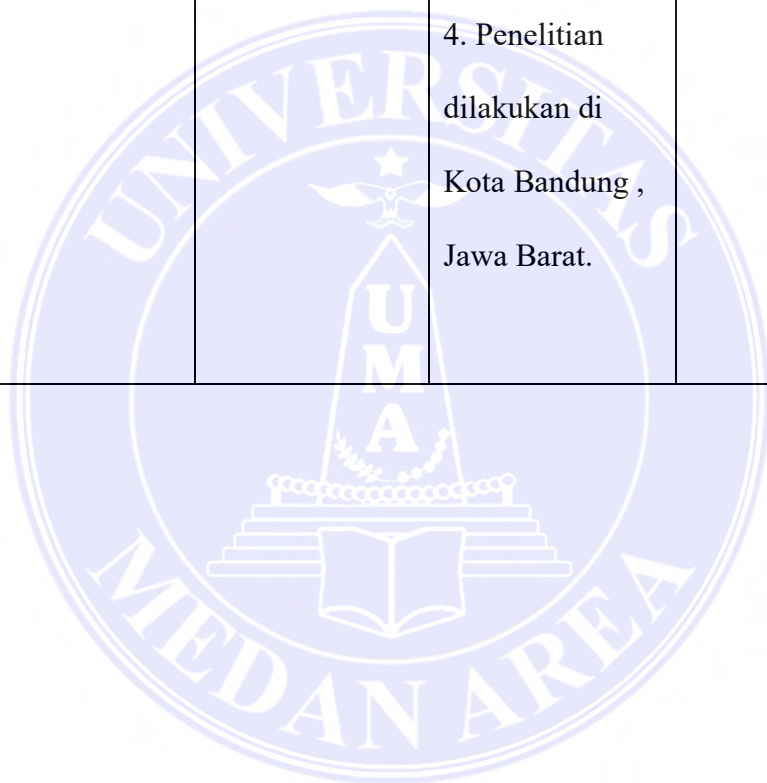 4. Penelitian
dilakukan di
Kota Bandung ,
Jawa Barat.
UNIVERSITAS
U
M
A
MEDAN AREA